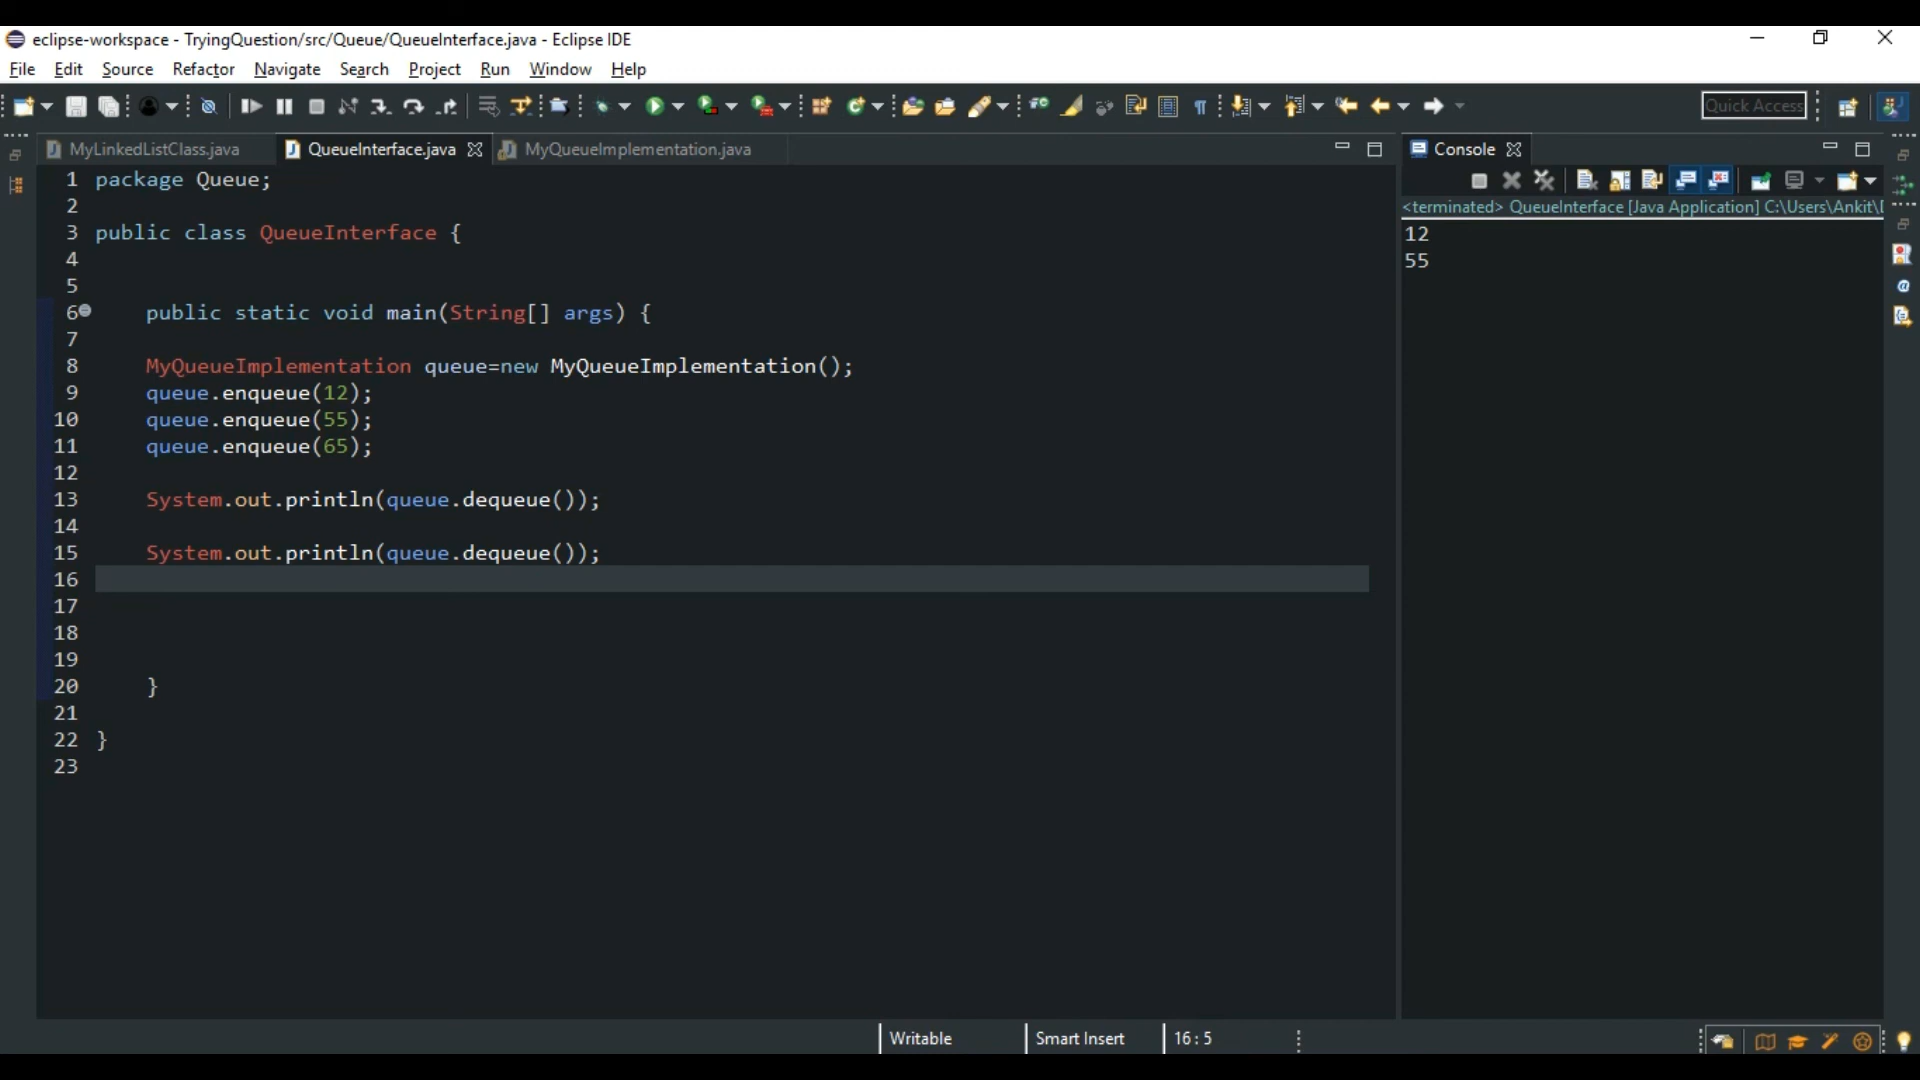 eclipse-workspace - TryingQuestion/src/Queue/QueueInterface.java - Eclipse IDE
File Edit Source Refactor Navigate Search Project Run Window Help
Quick Access
MyLinkedListClass.java QueueInterface.java MyQueueImplementation.java
Console
<terminated> QueueInterface [Java Application] C:\Users\Ankit\
1 package Queue;
2
3 public class QueueInterface {
4
5
6 public static void main(String[] args) {
7
8 MyQueueImplementation queue=new MyQueueImplementation();
9 queue.enqueue(12);
10 queue.enqueue(55);
11 queue.enqueue(65);
12
13 System.out.println(queue.dequeue());
14
15 System.out.println(queue.dequeue());
16
17
18
19
20 }
21
22 }
23
12
55
Writable Smart Insert 16 : 5